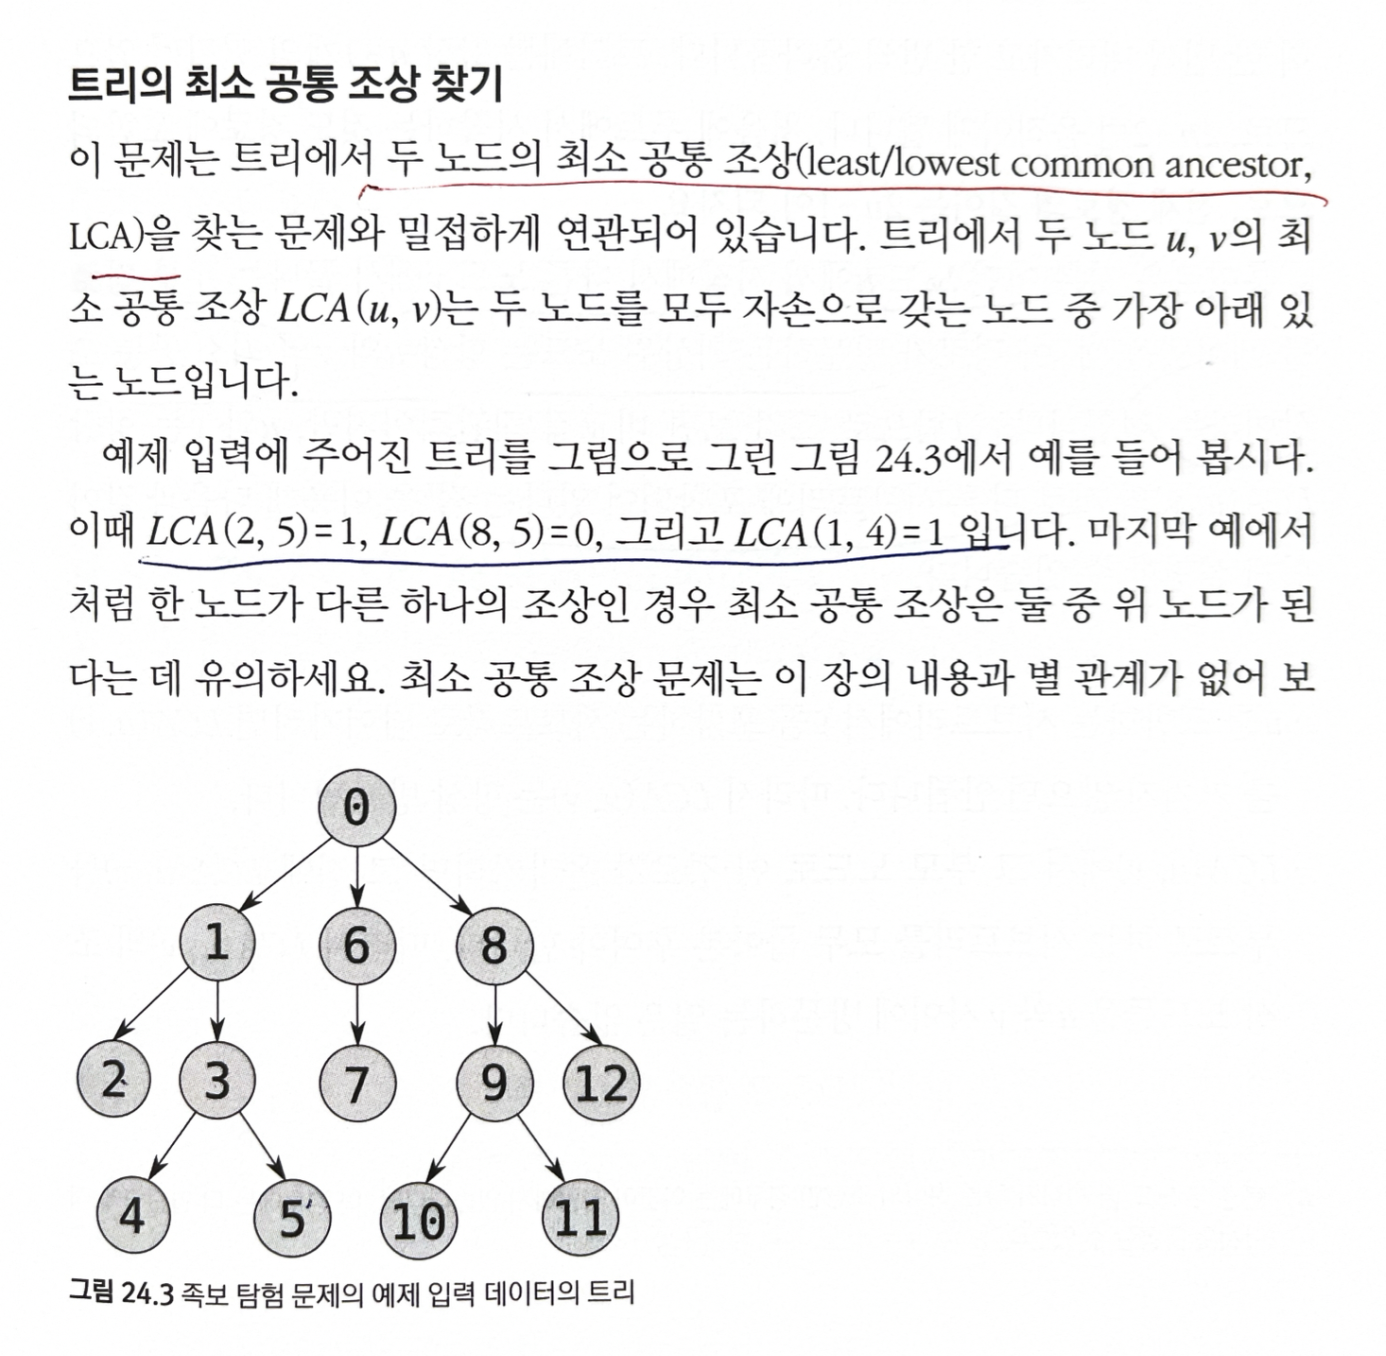 트리의 최소 공통 조상 찾기
이 문제는 트리에서 두 노드의 최소 공통 조상(least/lowest common ancestor,
LCA)을 찾는 문제와 밀접하게 연관되어 있습니다. 트리에서 두 노드 u, v의 최
소 공통 조상 LCA(u, v)는 두 노드를 모두 자손으로 갖는 노드 중 가장 아래 있
는 노드입니다.
예제 입력에 주어진 트리를 그림으로 그린 그림 24.3에서 예를 들어 봅시다.
이때 LCA(2, 5)=1, LCA(8, 5)=0, 그리고 LCA(1, 4)=1 입니다. 마지막 예에서
처럼 한 노드가 다른 하나의 조상인 경우 최소 공통 조상은 둘 중 위 노드가 된
다는 데 유의하세요. 최소 공통 조상 문제는 이 장의 내용과 별 관계가 없어 보
0
1 6 8
2 3 7 9 12
4 5 10 11
그림 24.3 족보 탐험 문제의 예제 입력 데이터의 트리